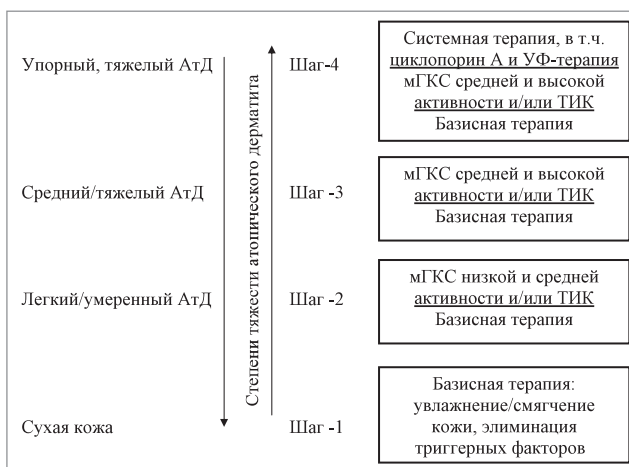 Упорный, тяжелый АтД
Шаг-4
Системная терапия, в т.ч.
циклопорин А и УФ-терапия
мГКС средней и высокой
активности и/или ТИК
Базисная терапия
Степени тяжести атопического дерматита
Средний/тяжелый АтД
Шаг -3
мГКС средней и высокой
активности и/или ТИК
Базисная терапия
Легкий/умеренный АтД
Шаг -2
мГКС низкой и средней
активности и/или ТИК
Базисная терапия
Сухая кожа
Шаг -1
Базисная терапия:
увлажнение/смягчение
кожи, элиминация
триггерных факторов